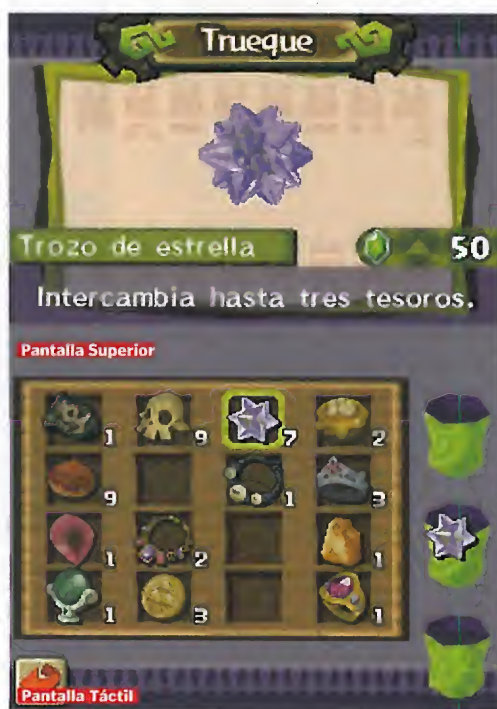 Trueque
Trozo de estrella
50
Intercambia hasta tres tesoros.
Pantalla Superior
1 9 7 2
9 1 3
1 2 1
1 3 1
Pantalla Táctil